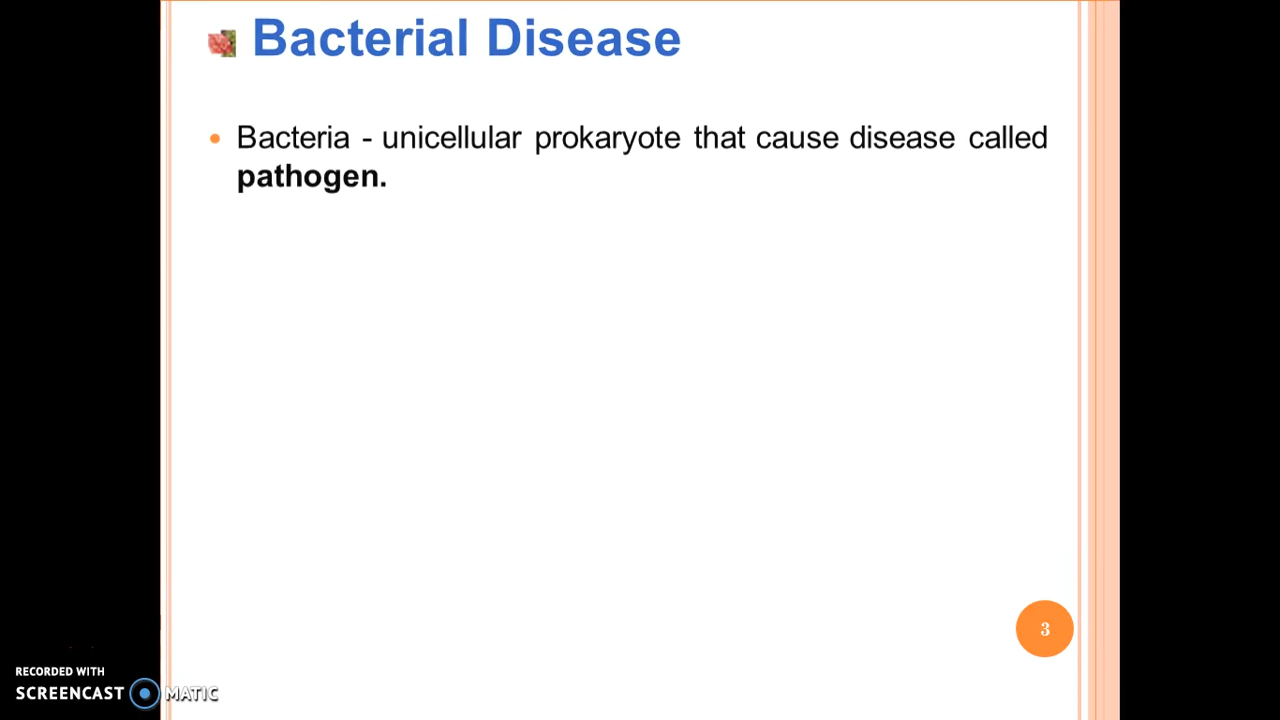 Bacterial Disease
Bacteria - unicellular prokaryote that cause disease called
pathogen.
3
RECORDED WITH
SCREENCAST MATIC